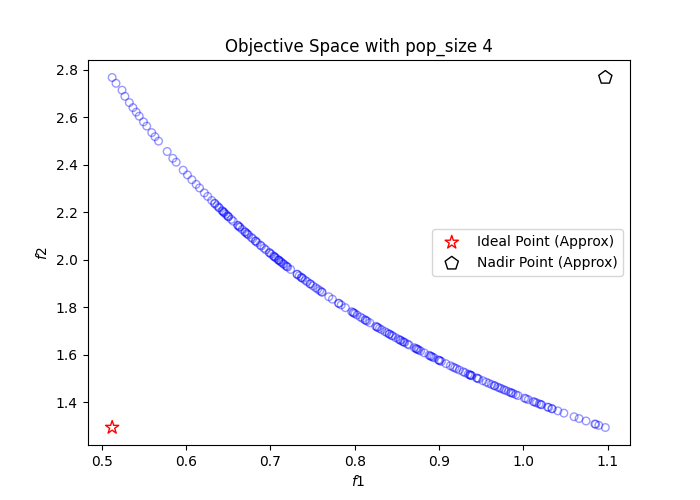 Objective Space with pop_size 4
2.8
2.6
2.4
2.2
2.0
1.8
1.6
1.4
f2
Ideal Point (Approx)
Nadir Point (Approx)
0.5 0.6 0.7 0.8 0.9 1.0 1.1
f1